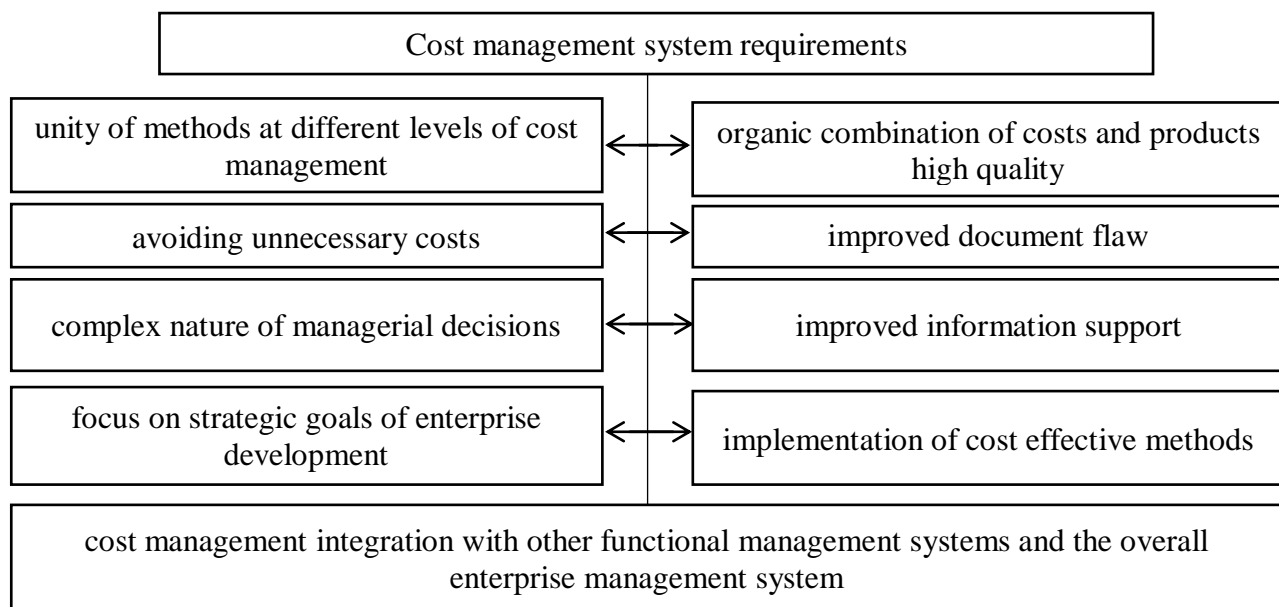 Cost management system requirements
unity of methods at different levels of cost
management
organic combination of costs and products
high quality
avoiding unnecessary costs
improved document flaw
complex nature of managerial decisions
improved information support
focus on strategic goals of enterprise
development
implementation of cost effective methods
cost management integration with other functional management systems and the overall
enterprise management system